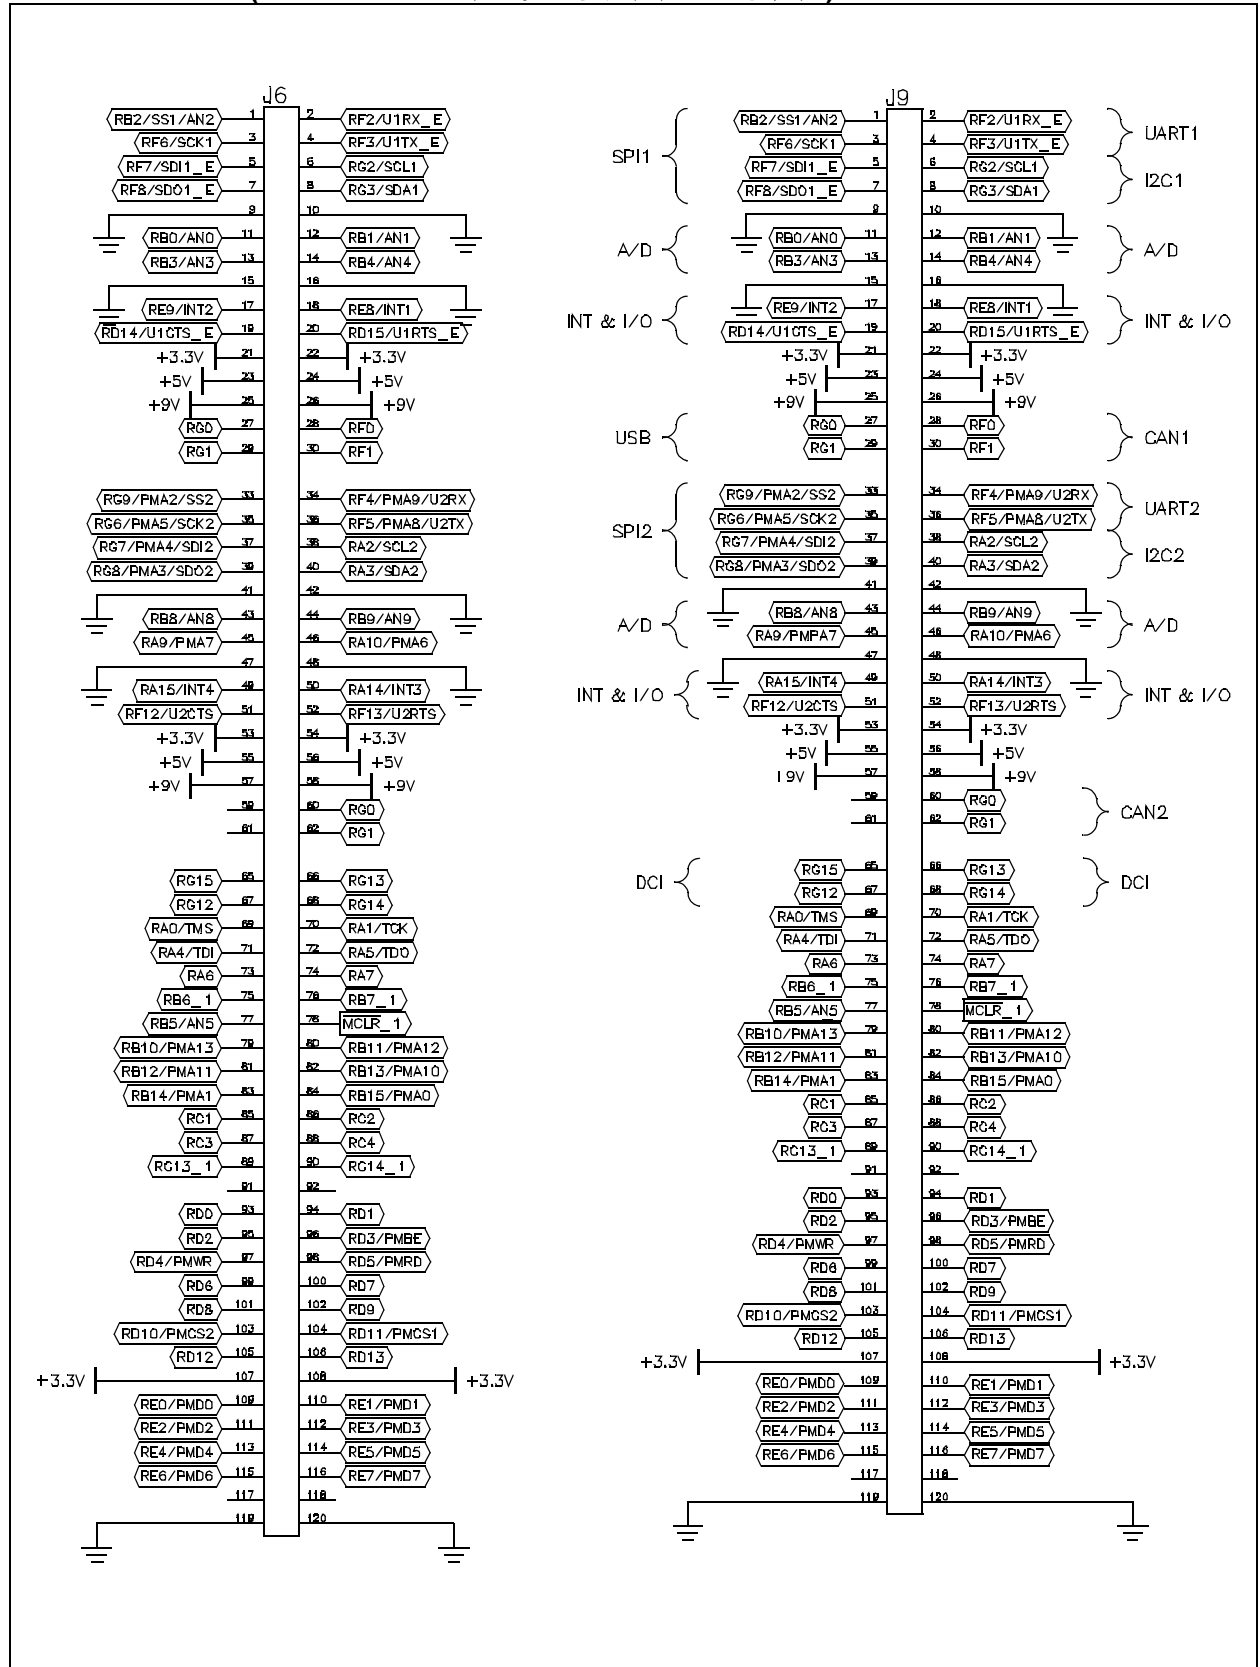 J6
RB2/SS1/AN2 1 2 RF2/U1RX_E
RF6/SCK1 3 4 RF3/U1TX_E
RF7/SDI1_E 5 6 RG2/SCL1
RF8/SDO1_E 7 8 RG3/SDA1
9 10
RB0/AN0 11 12 RB1/AN1
RB3/AN3 13 14 RB4/AN4
15 16
RE9/INT2 17 18 RE8/INT1
RD14/U1CTS_E 19 20 RD15/U1RTS_E
+3.3V 21 22 +3.3V
+5V 23 24 +5V
+9V 25 26 +9V
RG0 27 28 RF0
RG1 29 30 RF1
RG9/PMA2/SS2 33 34 RF4/PMA9/U2RX
RG6/PMA5/SCK2 35 36 RF5/PMA8/U2TX
RG7/PMA4/SDI2 37 38 RA2/SCL2
RG8/PMA3/SDO2 39 40 RA3/SDA2
41 42
RB8/AN8 43 44 RB9/AN9
RA9/PMA7 45 46 RA10/PMA6
47 48
RA15/INT4 49 50 RA14/INT3
RF12/U2CTS 51 52 RF13/U2RTS
+3.3V 53 54 +3.3V
+5V 55 56 +5V
+9V 57 58 +9V
59 60 RG0
61 62 RG1
RG15 65 66 RG13
RG12 67 68 RG14
RA0/TMS 69 70 RA1/TCK
RA4/TDI 71 72 RA5/TDO
RA6 73 74 RA7
RB6_1 75 76 RB7_1
RB5/AN5 77 78 MCLR_1
RB10/PMA13 79 80 RB11/PMA12
RB12/PMA11 81 82 RB13/PMA10
RB14/PMA1 83 84 RB15/PMA0
RC1 85 86 RC2
RC3 87 88 RC4
RC13_1 89 90 RC14_1
91 92
RD0 93 94 RD1
RD2 95 96 RD3/PMBE
RD4/PMWR 97 98 RD5/PMRD
RD6 99 100 RD7
RD8 101 102 RD9
RD10/PMCS2 103 104 RD11/PMCS1
RD12 105 106 RD13
+3.3V 107 108 +3.3V
RE0/PMD0 109 110 RE1/PMD1
RE2/PMD2 111 112 RE3/PMD3
RE4/PMD4 113 114 RE5/PMD5
RE6/PMD6 115 116 RE7/PMD7
117 118
119 120
J9
RB2/SS1/AN2 1 2 RF2/U1RX_E
UART1
RF6/SCK1 3 4 RF3/U1TX_E
SPI1
RF7/SDI1_E 5 6 RG2/SCL1
I2C1
RF8/SDO1_E 7 8 RG3/SDA1
9 10
RB0/AN0 11 12 RB1/AN1
A/D A/D
RB3/AN3 13 14 RB4/AN4
15 16
RE9/INT2 17 18 RE8/INT1
INT & I/O INT & I/O
RD14/U1CTS_E 19 20 RD15/U1RTS_E
+3.3V 21 22 +3.3V
+5V 23 24 +5V
+9V 25 26 +9V
RG0 27 28 RF0
USB CAN1
RG1 29 30 RF1
RG9/PMA2/SS2 33 34 RF4/PMA9/U2RX
UART2
RG6/PMA5/SCK2 35 36 RF5/PMA8/U2TX
SPI2
RG7/PMA4/SDI2 37 38 RA2/SCL2
I2C2
RG8/PMA3/SDO2 39 40 RA3/SDA2
41 42
RB8/AN8 43 44 RB9/AN9
A/D A/D
RA9/PMPA7 45 46 RA10/PMA6
47 48
RA15/INT4 49 50 RA14/INT3
INT & I/O INT & I/O
RF12/U2CTS 51 52 RF13/U2RTS
+3.3V 53 54 +3.3V
+5V 55 56 +5V
9V 57 58 +9V
59 60 RG0
CAN2
61 62 RG1
RG15 65 66 RG13
DCI DCI
RG12 67 68 RG14
RA0/TMS 69 70 RA1/TCK
RA4/TDI 71 72 RA5/TDO
RA6 73 74 RA7
RB6_1 75 76 RB7_1
RB5/AN5 77 78 MCLR_1
RB10/PMA13 79 80 RB11/PMA12
RB12/PMA11 81 82 RB13/PMA10
RB14/PMA1 83 84 RB15/PMA0
RC1 85 86 RC2
RC3 87 88 RC4
RC13_1 89 90 RC14_1
91 92
RD0 93 94 RD1
RD2 95 96 RD3/PMBE
RD4/PMWR 97 98 RD5/PMRD
RD6 99 100 RD7
RD8 101 102 RD9
RD10/PMCS2 103 104 RD11/PMCS1
RD12 105 106 RD13
+3.3V 107 108 +3.3V
RE0/PMD0 109 110 RE1/PMD1
RE2/PMD2 111 112 RE3/PMD3
RE4/PMD4 113 114 RE5/PMD5
RE6/PMD6 115 116 RE7/PMD7
117 118
119 120